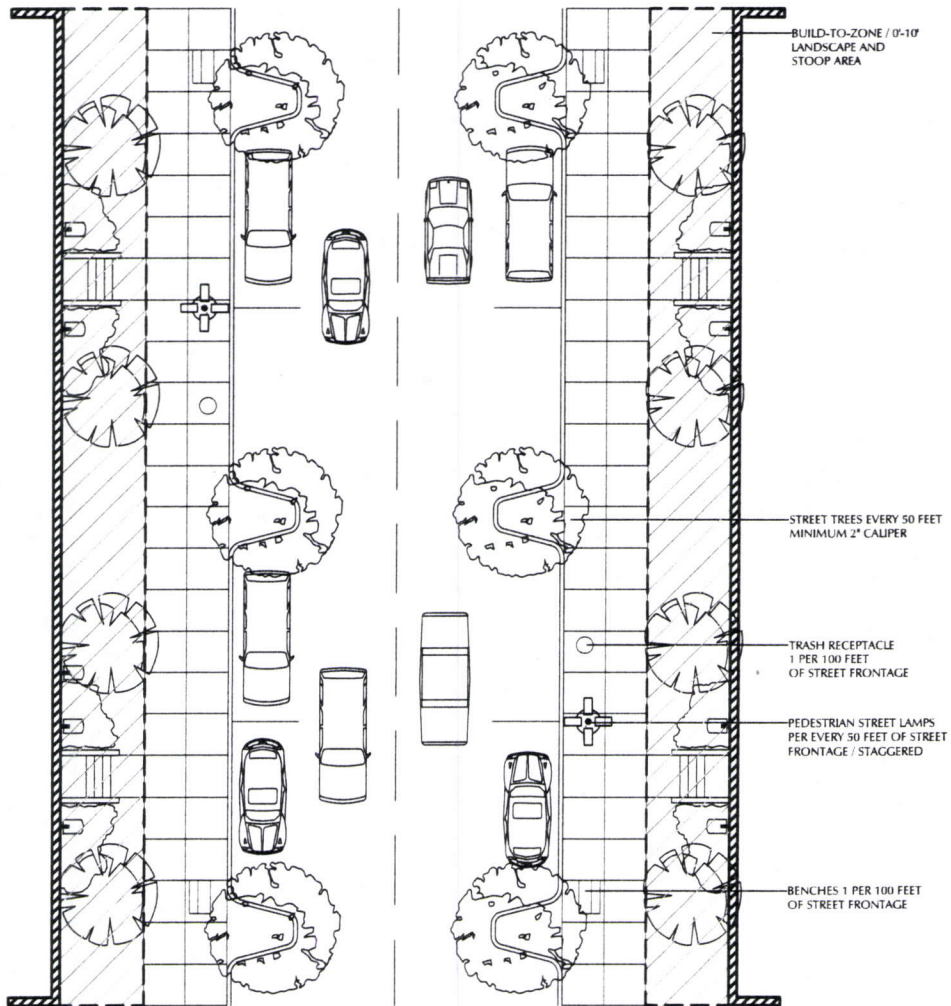 BUILD-TO-ZONE / 0'-10'
LANDSCAPE AND
STOOP AREA
STREET TREES EVERY 50 FEET
MINIMUM 2" CALIPER
TRASH RECEPTACLE
1 PER 100 FEET
OF STREET FRONTAGE
PEDESTRIAN STREET LAMPS
PER EVERY 50 FEET OF STREET
FRONTAGE / STAGGERED
BENCHES 1 PER 100 FEET
OF STREET FRONTAGE